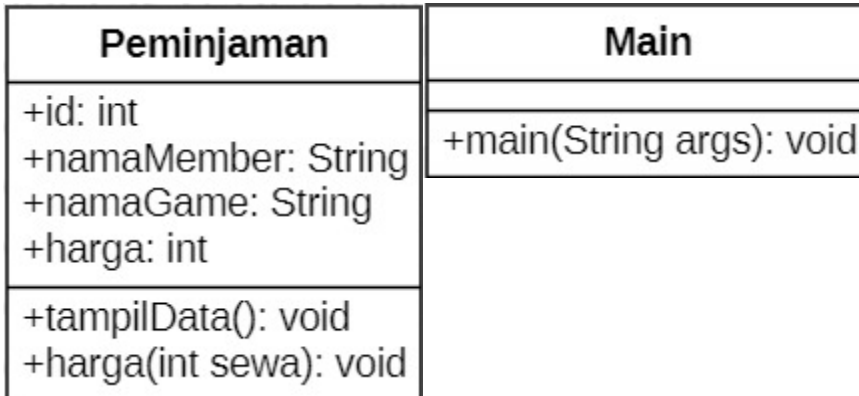 Peminjaman
+id: int
+namaMember: String
+namaGame: String
+harga: int
+tampilData(): void
+harga(int sewa): void
Main
+main(String args): void